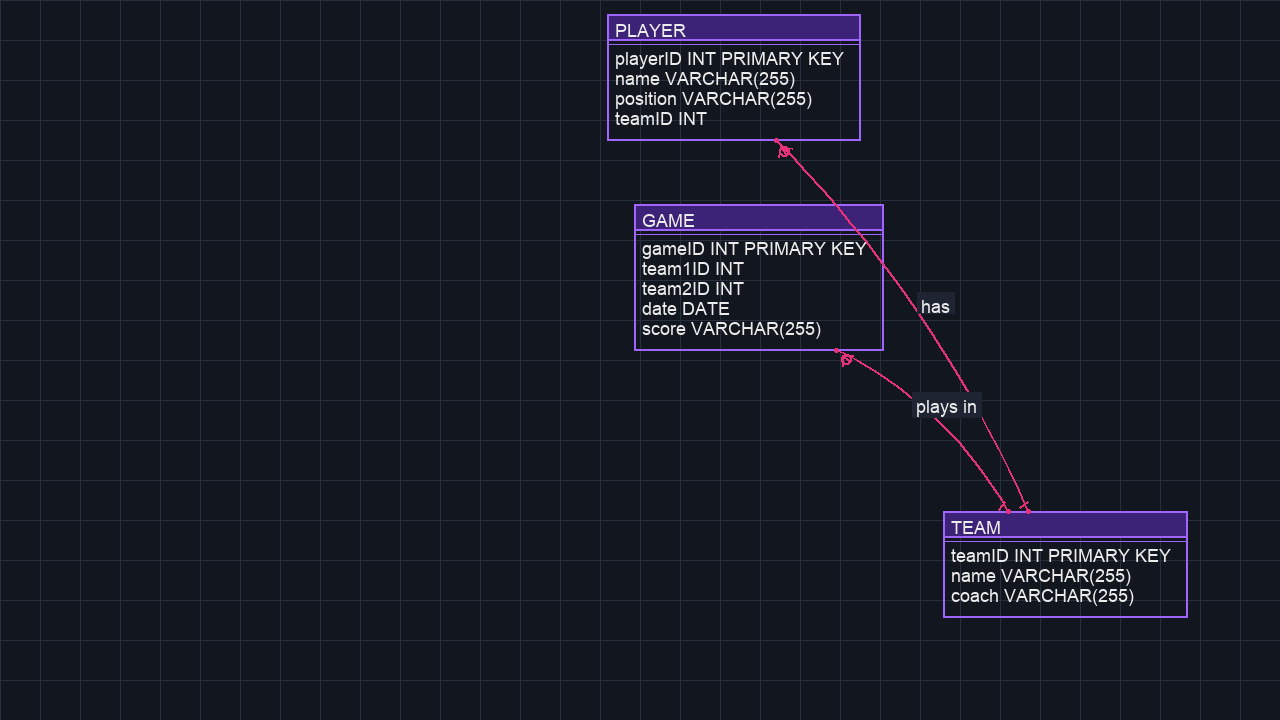 PLAYER
playerID INT PRIMARY KEY
name VARCHAR(255)
position VARCHAR(255)
teamID INT
GAME
gameID INT PRIMARY KEY
team1ID INT
team2ID INT
date DATE
score VARCHAR(255)
has
plays in
TEAM
teamID INT PRIMARY KEY
name VARCHAR(255)
coach VARCHAR(255)